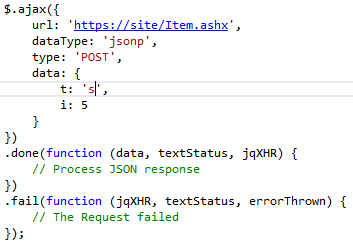 $.ajax({
    url: 'https://site/Item.ashx',
    dataType: 'jsonp',
    type: 'POST',
    data: {
        t: 's',
        i: 5
    }
})
.done(function (data, textStatus, jqXHR) {
    // Process JSON response
})
.fail(function (jqXHR, textStatus, errorThrown) {
    // The Request failed
});